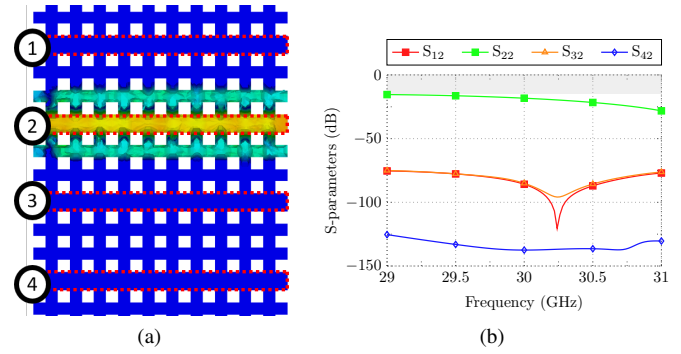 1
2
3
4
(a)
S12 S22 S32 S42
S-parameters (dB)
0
−50
−100
−150
29 29.5 30 30.5 31
Frequency (GHz)
(b)